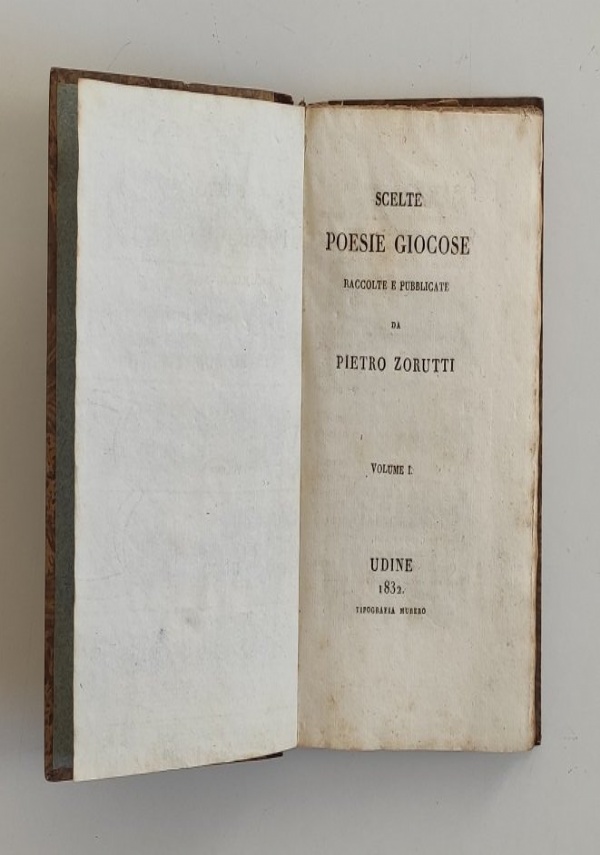 SCELTE
POESIE GIOCOSE
RACCOLTE E PUBBLICATE
DA
PIETRO ZORUTTI
VOLUME I.
UDINE
1832.
TIPOGRAFIA MURERO